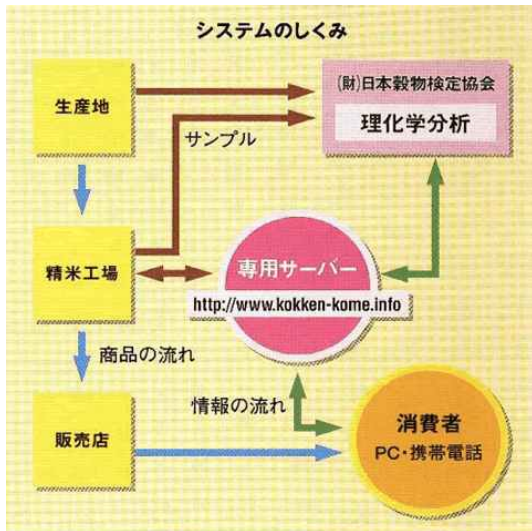 システムのしくみ
生産地
(財)日本穀物検定協会
理化学分析
サンプル
精米工場
専用サーバー
http://www.kokken-kome.info
商品の流れ
情報の流れ
販売店
消費者
PC・携帯電話